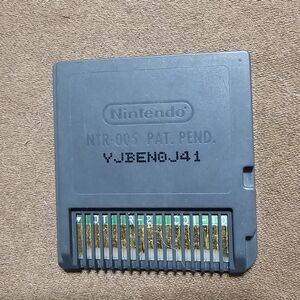 Nintendo
NTR-005 PAT. PEND.
YJBEN0J41